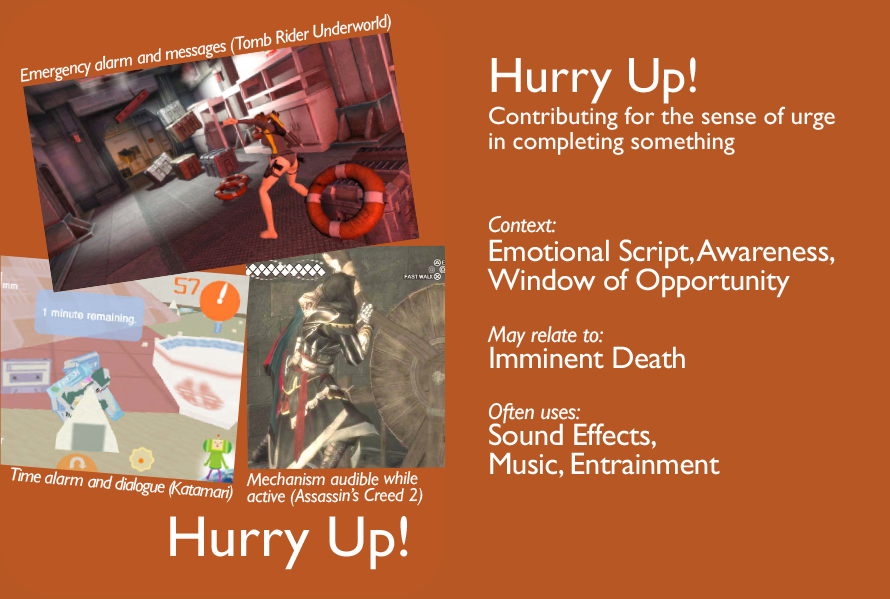 Emergency alarm and messages (Tomb Rider Underworld)
mm
57
1 minute remaining.
FAST WALK
Time alarm and dialogue (Katamari)
Mechanism audible while
active (Assassin's Creed 2)
Hurry Up!
Hurry Up!
Contributing for the sense of urge
in completing something
Context:
Emotional Script, Awareness,
Window of Opportunity
May relate to:
Imminent Death
Often uses:
Sound Effects,
Music, Entrainment